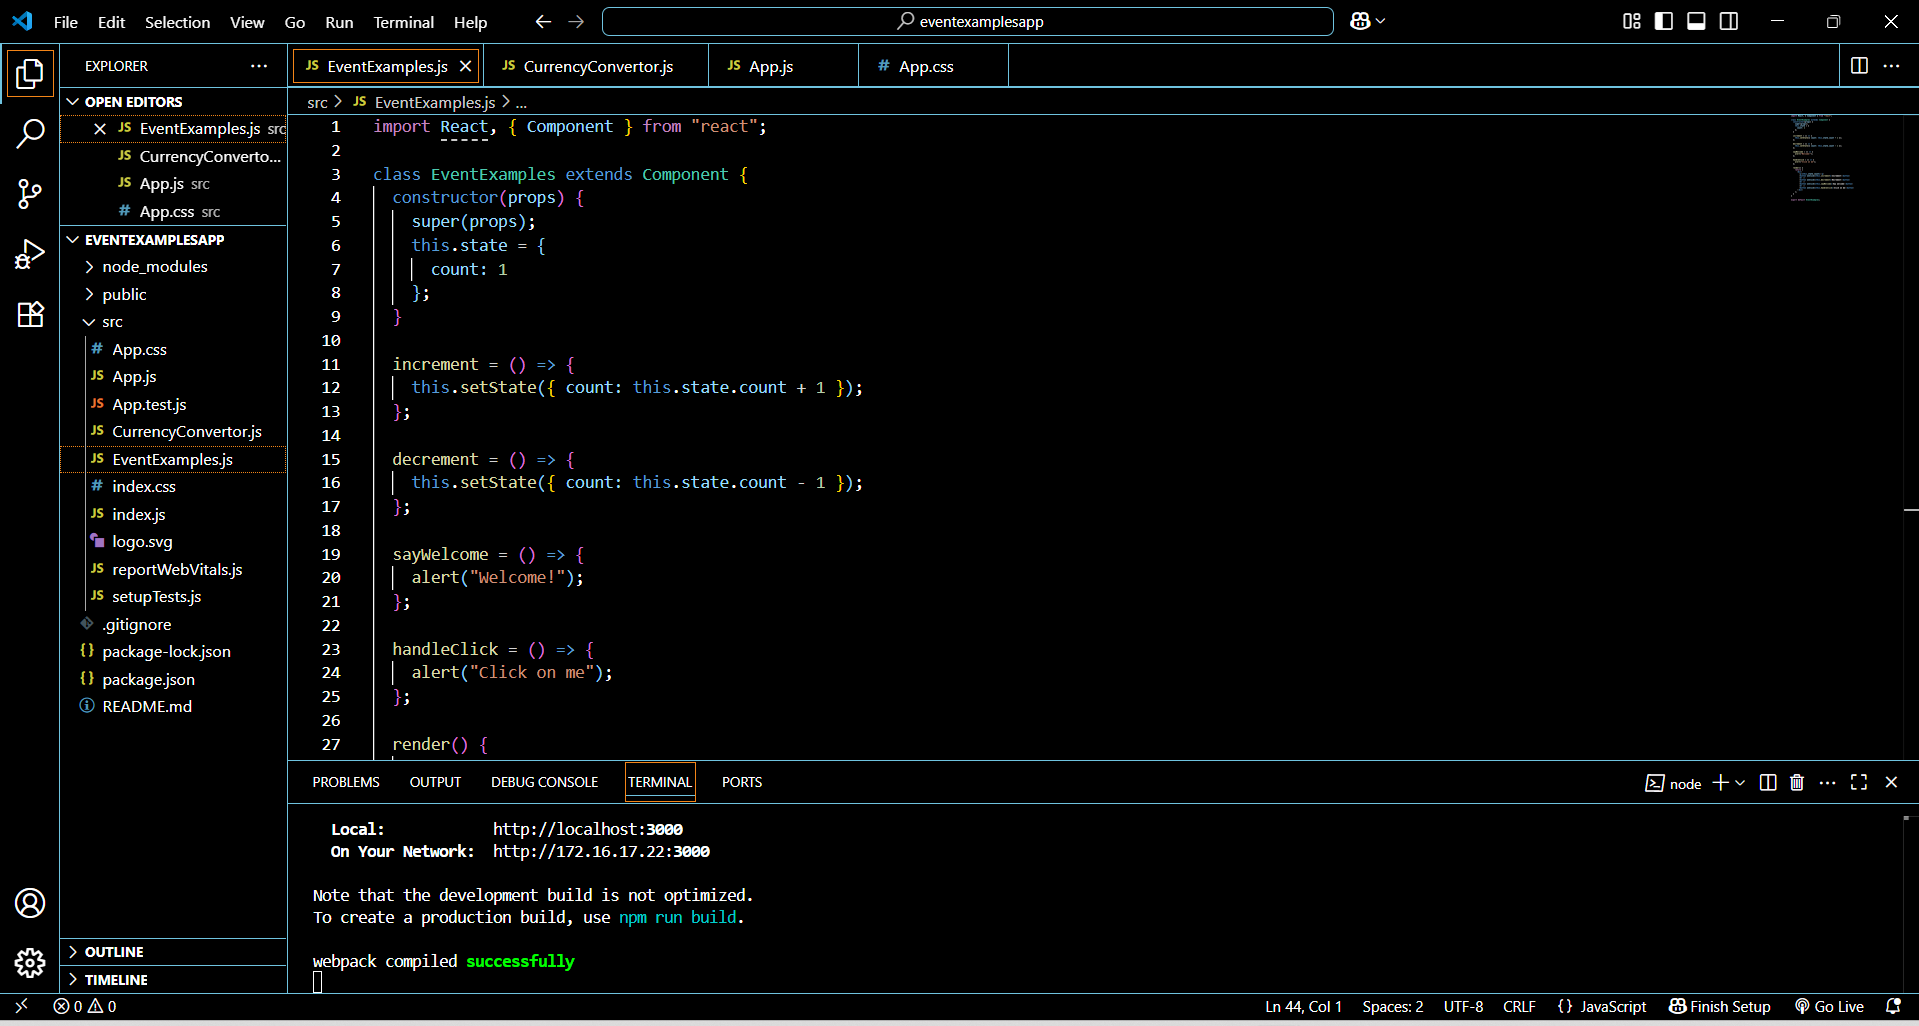 File Edit Selection View Go Run Terminal Help
eventexamplesapp
EXPLORER
OPEN EDITORS
JS EventExamples.js src
JS CurrencyConverto...
JS App.js src
# App.css src
EVENTEXAMPLESAPP
node_modules
public
src
# App.css
JS App.js
JS App.test.js
JS CurrencyConvertor.js
JS EventExamples.js
# index.css
JS index.js
logo.svg
JS reportWebVitals.js
JS setupTests.js
.gitignore
{} package-lock.json
{} package.json
README.md
OUTLINE
TIMELINE
JS EventExamples.js JS CurrencyConvertor.js JS App.js # App.css
src > JS EventExamples.js > ...
1 import React, { Component } from "react";
2
3 class EventExamples extends Component {
4 constructor(props) {
5 super(props);
6 this.state = {
7 count: 1
8 };
9 }
10
11 increment = () => {
12 this.setState({ count: this.state.count + 1 });
13 };
14
15 decrement = () => {
16 this.setState({ count: this.state.count - 1 });
17 };
18
19 sayWelcome = () => {
20 alert("Welcome!");
21 };
22
23 handleClick = () => {
24 alert("Click on me");
25 };
26
27 render() {
PROBLEMS OUTPUT DEBUG CONSOLE TERMINAL PORTS
node
Local: http://localhost:3000
On Your Network: http://172.16.17.22:3000
Note that the development build is not optimized.
To create a production build, use npm run build.
webpack compiled successfully
0 0 Ln 44, Col 1 Spaces: 2 UTF-8 CRLF {} JavaScript Finish Setup Go Live